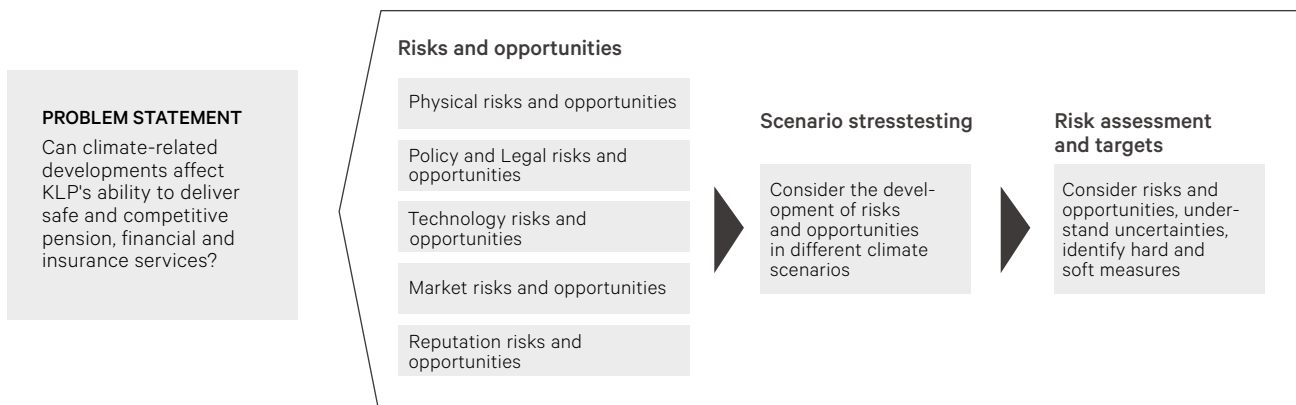 PROBLEM STATEMENT
Can climate-related
developments affect
KLP's ability to deliver
safe and competitive
pension, financial and
insurance services?
Risks and opportunities
Physical risks and opportunities
Policy and Legal risks and
opportunities
Technology risks and
opportunities
Market risks and opportunities
Reputation risks and
opportunities
Scenario stresstesting
Consider the devel-
opment of risks
and opportunities
in different climate
scenarios
Risk assessment
and targets
Consider risks and
opportunities, under-
stand uncertainties,
identify hard and
soft measures